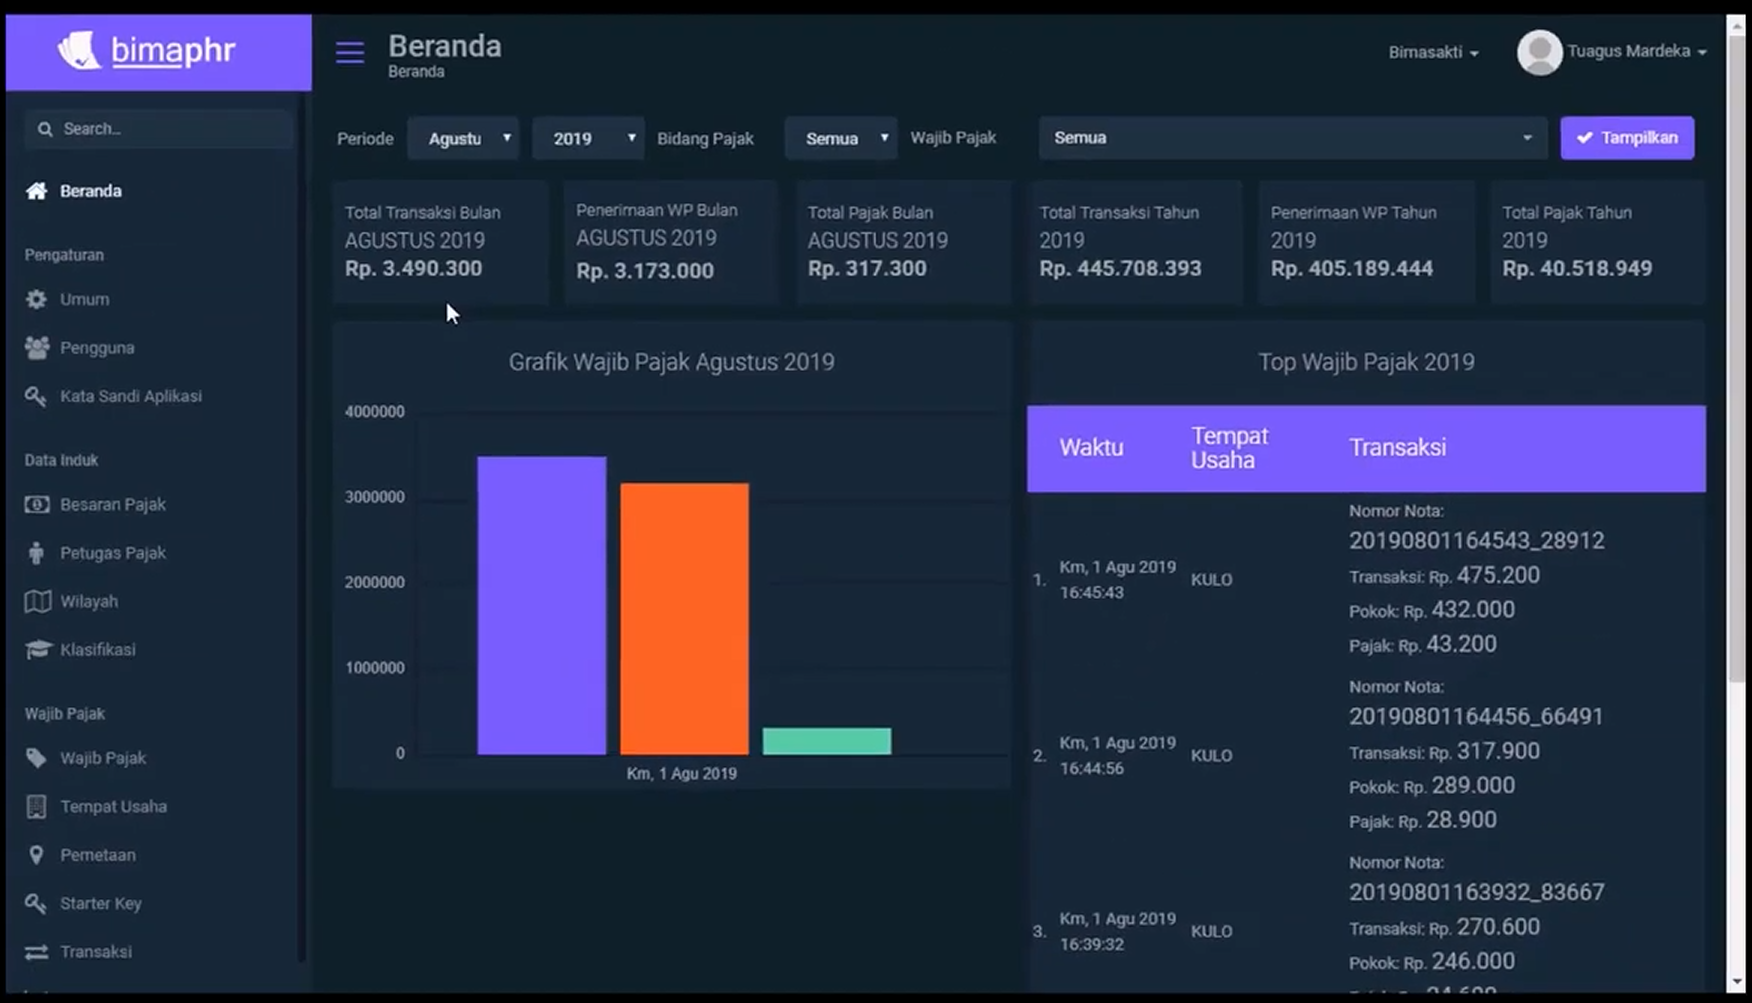 bimaphr
Search...
Beranda
Pengaturan
Umum
Pengguna
Kata Sandi Aplikasi
Data Induk
Besaran Pajak
Petugas Pajak
Wilayah
Klasifikasi
Wajib Pajak
Wajib Pajak
Tempat Usaha
Pemetaan
Starter Key
Transaksi
Beranda
Beranda
Bimasakti
Tuagus Mardeka
Periode
Agustu
2019
Bidang Pajak
Semua
Wajib Pajak
Semua
Tampilkan
Total Transaksi Bulan
AGUSTUS 2019
Rp. 3.490.300
Penerimaan WP Bulan
AGUSTUS 2019
Rp. 3.173.000
Total Pajak Bulan
AGUSTUS 2019
Rp. 317.300
Total Transaksi Tahun
2019
Rp. 445.708.393
Penerimaan WP Tahun
2019
Rp. 405.189.444
Total Pajak Tahun
2019
Rp. 40.518.949
Grafik Wajib Pajak Agustus 2019
4000000
3000000
2000000
1000000
0
Km, 1 Agu 2019
Top Wajib Pajak 2019
Waktu
Tempat
Usaha
Transaksi
1.
Km, 1 Agu 2019
16:45:43
KULO
Nomor Nota:
20190801164543_28912
Transaksi: Rp. 475.200
Pokok: Rp. 432.000
Pajak: Rp. 43.200
2.
Km, 1 Agu 2019
16:44:56
KULO
Nomor Nota:
20190801164456_66491
Transaksi: Rp. 317.900
Pokok: Rp. 289.000
Pajak: Rp. 28.900
3.
Km, 1 Agu 2019
16:39:32
KULO
Nomor Nota:
20190801163932_83667
Transaksi: Rp. 270.600
Pokok: Rp. 246.000